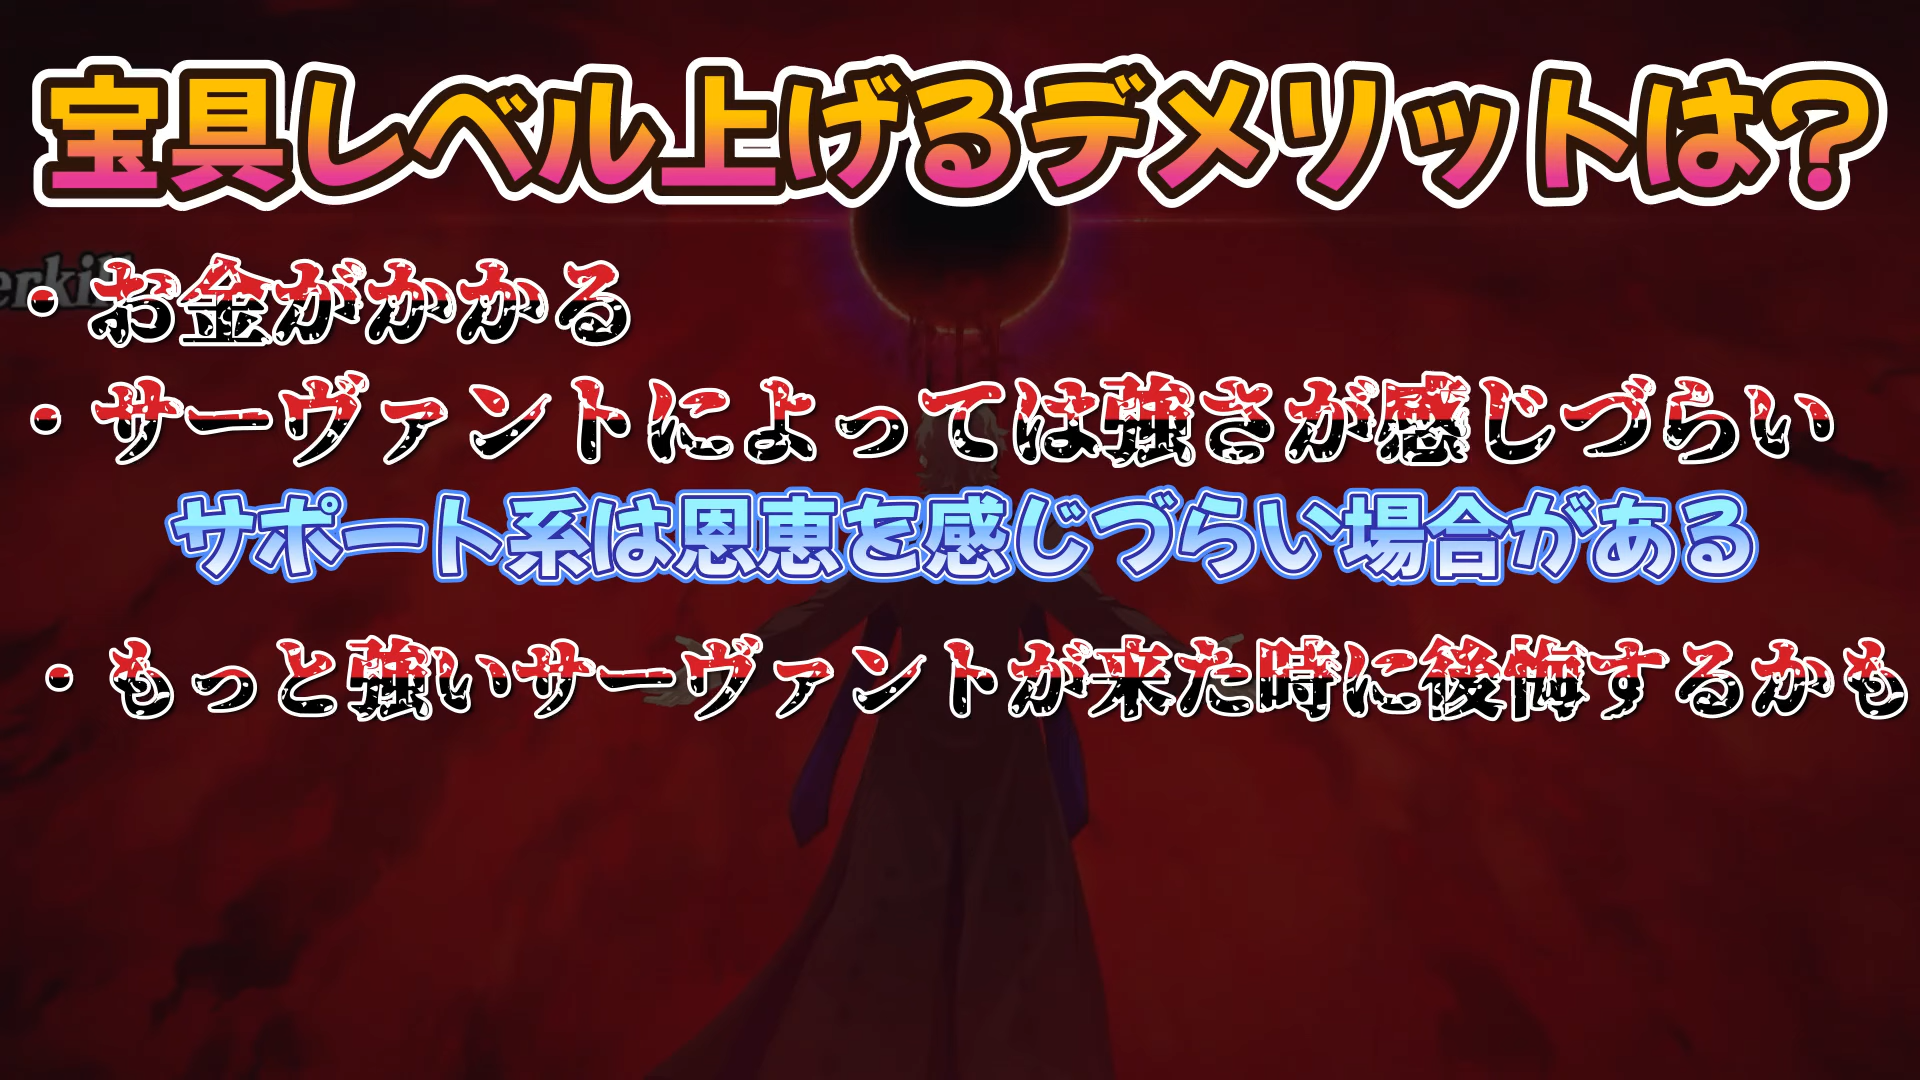 宝具レベル上げるデメリットは？
・お金がかかる
・サーヴァントによっては強さが感じづらい
サポート系は恩恵を感じづらい場合がある
・もっと強いサーヴァントが来た時に後悔するかも